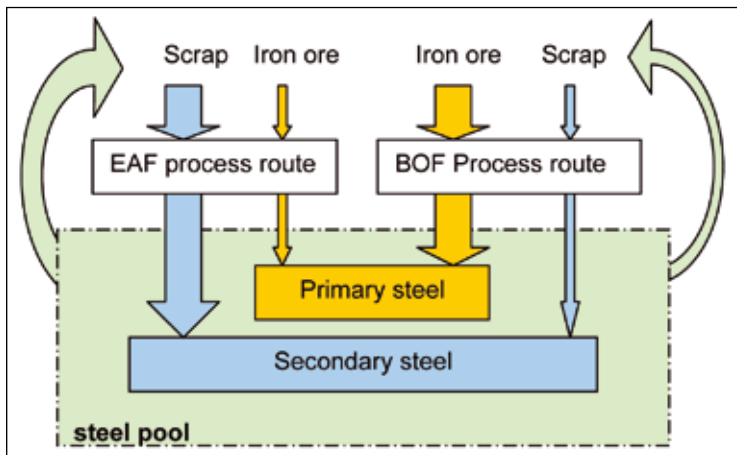 Scrap Iron ore Iron ore Scrap
EAF process route BOF Process route
Primary steel
Secondary steel
steel pool